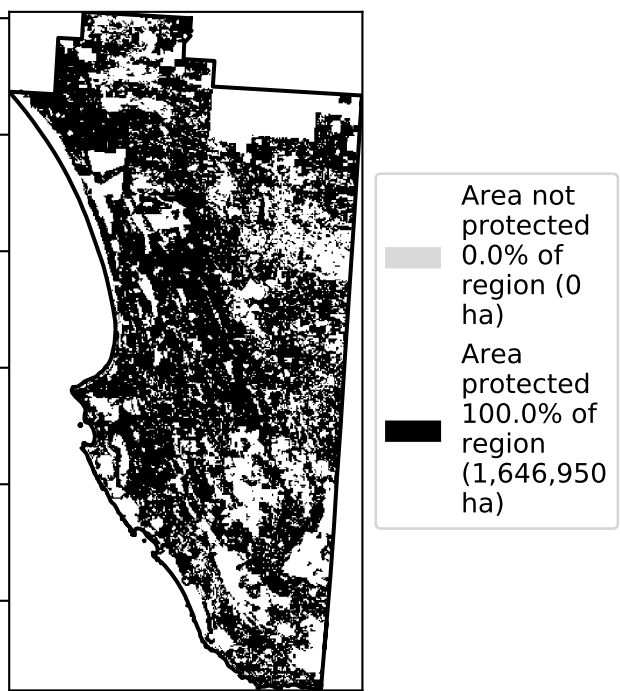 Area not
protected
0.0% of
region (0
ha)
Area
protected
100.0% of
region
(1,646,950
ha)